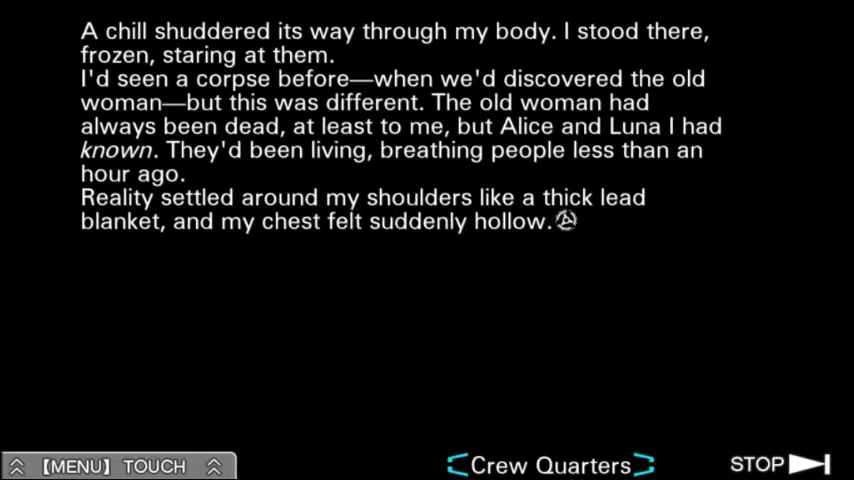 A chill shuddered its way through my body. I stood there,
frozen, staring at them.
I'd seen a corpse before—when we'd discovered the old
woman—but this was different. The old woman had
always been dead, at least to me, but Alice and Luna I had
known. They'd been living, breathing people less than an
hour ago.
Reality settled around my shoulders like a thick lead
blanket, and my chest felt suddenly hollow.
【MENU】 TOUCH
Crew Quarters
STOP